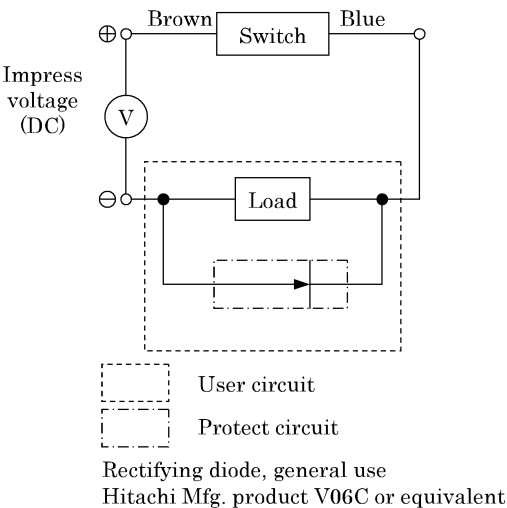 Brown
Blue
⊕
Switch
Impress
voltage
(DC)
V
⊖
Load
User circuit
Protect circuit
Rectifying diode, general use
Hitachi Mfg. product V06C or equivalent